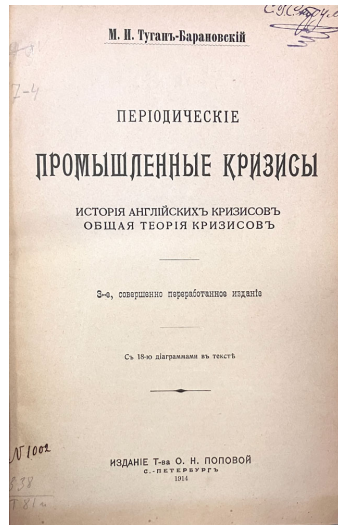 М. И. Туганъ-Барановскій
ПЕРІОДИЧЕСКІЕ
ПРОМЫШЛЕННЫЕ КРИЗИСЫ
ИСТОРІЯ АНГЛІЙСКИХЪ КРИЗИСОВЪ
ОБЩАЯ ТЕОРІЯ КРИЗИСОВЪ
3-е, совершенно переработанное изданіе
Съ 18-ю діаграммами въ текстѣ
N 1002
ИЗДАНІЕ Т-ва О. Н. ПОПОВОЙ
С.-ПЕТЕРБУРГЪ
1914